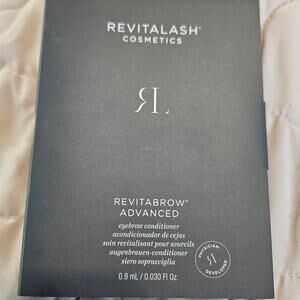 REVITALASH®
COSMETICS
RL
REVITABROW®
ADVANCED
eyebrow conditioner
acondicionador de cejas
soin revitalisant pour sourcils
augenbrauen-conditioner
siero sopracciglia
PHYSICIAN
RL
DEVELOPED
0.9 mL / 0.030 Fl Oz.